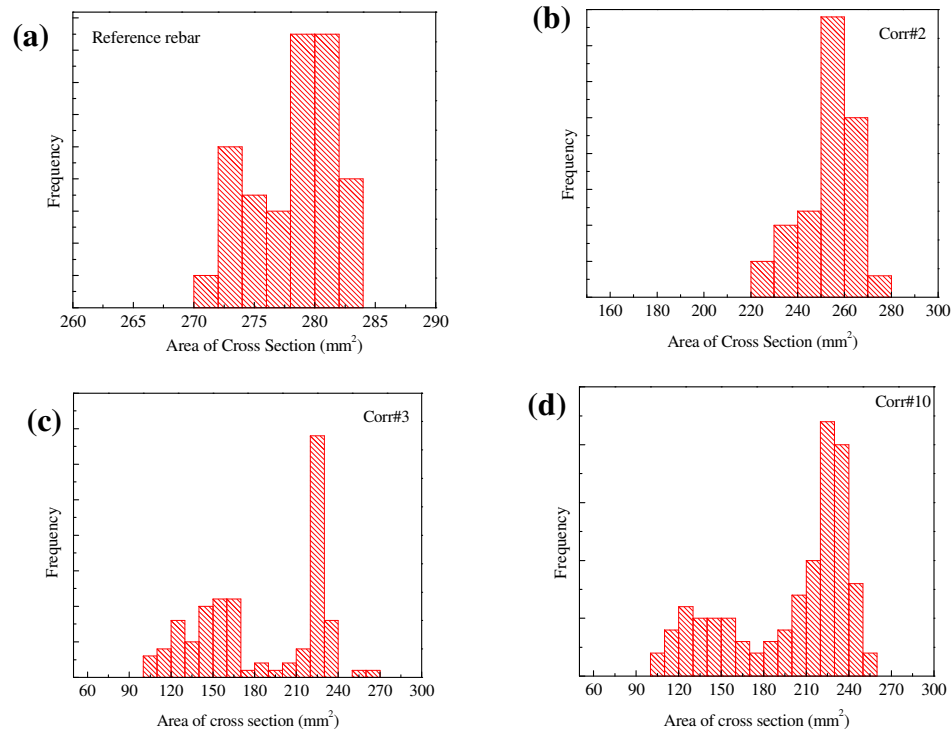 (a)
Reference rebar
Frequency
260 265 270 275 280 285 290
Area of Cross Section (mm²)
(b)
Corr#2
Frequency
160 180 200 220 240 260 280 300
Area of Cross Section (mm²)
(c)
Corr#3
Frequency
60 90 120 150 180 210 240 270 300
Area of cross section (mm²)
(d)
Corr#10
Frequency
60 90 120 150 180 210 240 270 300
Area of cross section (mm²)